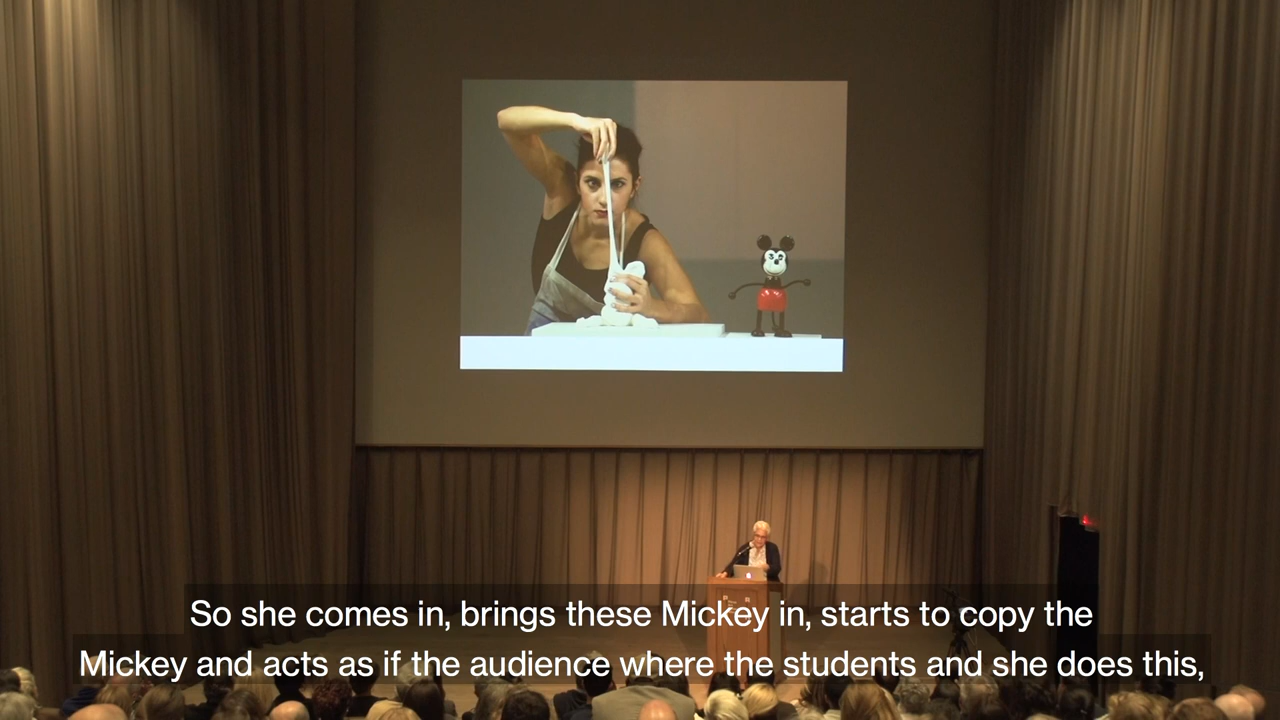 So she comes in, brings these Mickey in, starts to copy the
Mickey and acts as if the audience where the students and she does this,